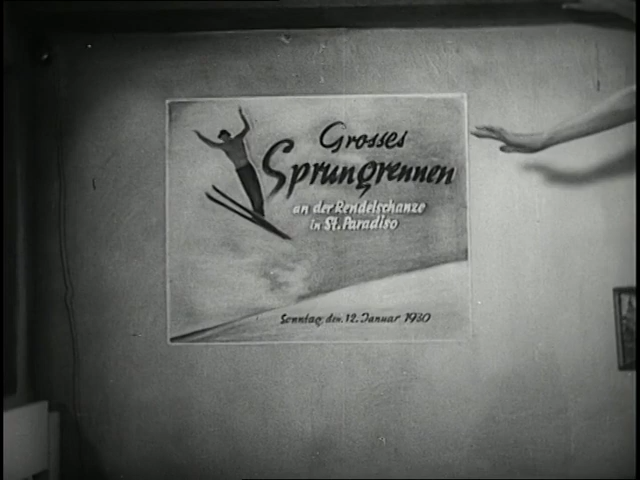 Grosses
Sprungrennen
an der Rendelschanze
in St. Paradiso
Sonntag, den. 12. Januar 1930